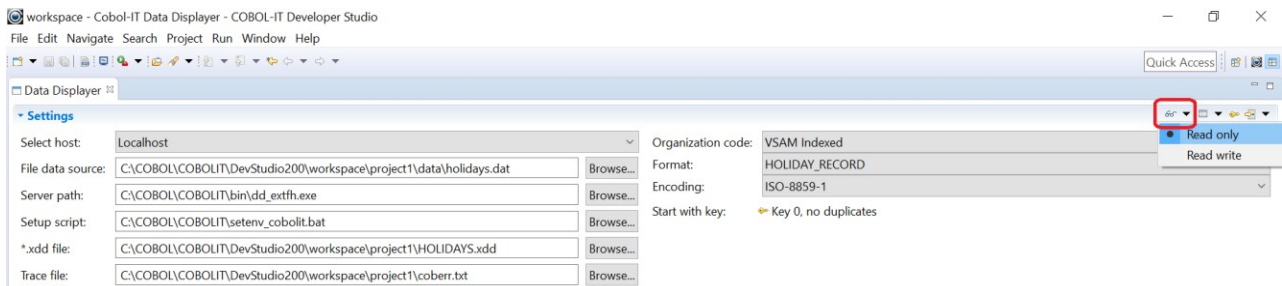 workspace - Cobol-IT Data Displayer - COBOL-IT Developer Studio
File Edit Navigate Search Project Run Window Help
Quick Access
Data Displayer
Settings
Read only
Read write
Select host: Localhost
File data source: C:\COBOL\COBOLIT\DevStudio200\workspace\project1\data\holidays.dat Browse...
Server path: C:\COBOL\COBOLIT\bin\dd_extfh.exe Browse...
Setup script: C:\COBOL\COBOLIT\setenv_cobolit.bat Browse...
*.xdd file: C:\COBOL\COBOLIT\DevStudio200\workspace\project1\HOLIDAYS.xdd Browse...
Trace file: C:\COBOL\COBOLIT\DevStudio200\workspace\project1\coberr.txt Browse...
Organization code: VSAM Indexed
Format: HOLIDAY_RECORD
Encoding: ISO-8859-1
Start with key: Key 0, no duplicates